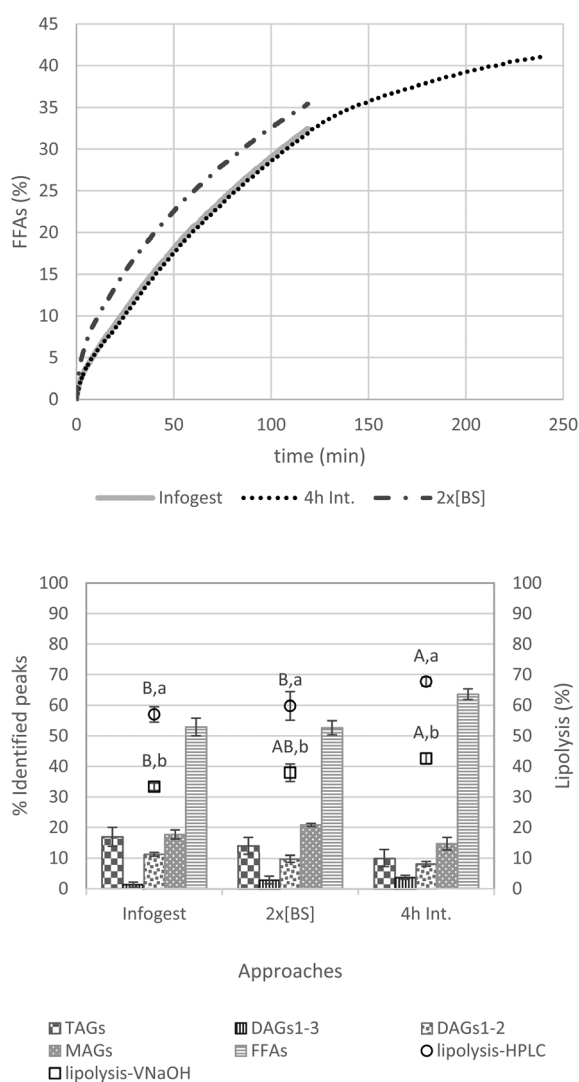 45
40
35
30
25
20
15
10
5
0
FFAs (%)
0 50 100 150 200 250
time (min)
Infogest 4h Int. 2x[BS]
100 100
90 90
80 80
70 70
60 60
50 50
40 40
30 30
20 20
10 10
0 0
% Identified peaks
Lipolysis (%)
B,a B,a A,a
B,b AB,b A,b
Infogest 2x[BS] 4h Int.
Approaches
TAGs DAGs1-3 DAGs1-2
MAGs FFAs lipolysis-HPLC
lipolysis-VNaOH